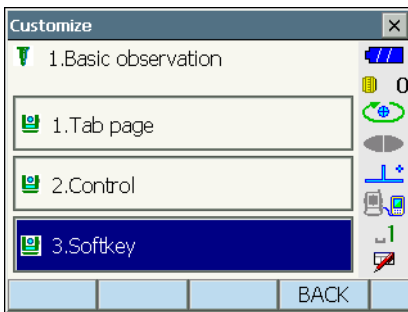 Customize
1.Basic observation
0
1.Tab page
2.Control
1
3.Softkey
BACK